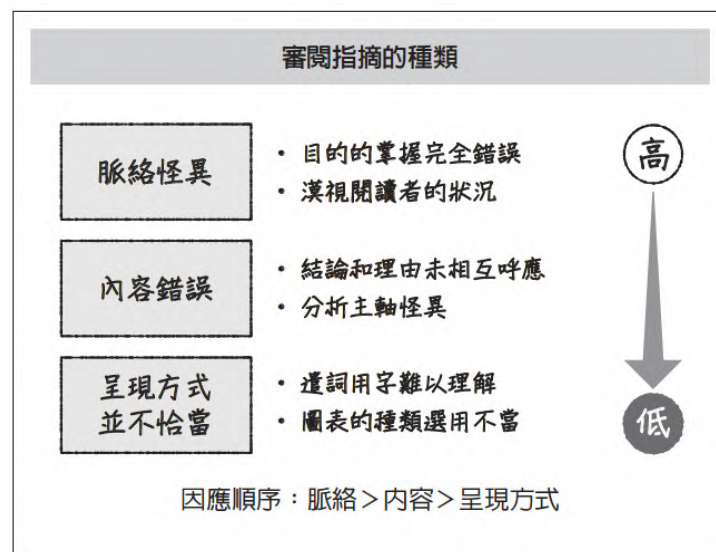 審閱指摘的種類
脈絡怪異
・目的的掌握完全錯誤
・漠視閱讀者的狀況
高
內容錯誤
・結論和理由未相互呼應
・分析主軸怪異
呈現方式
並不恰當
・遣詞用字難以理解
・圖表的種類選用不當
低
因應順序：脈絡＞內容＞呈現方式